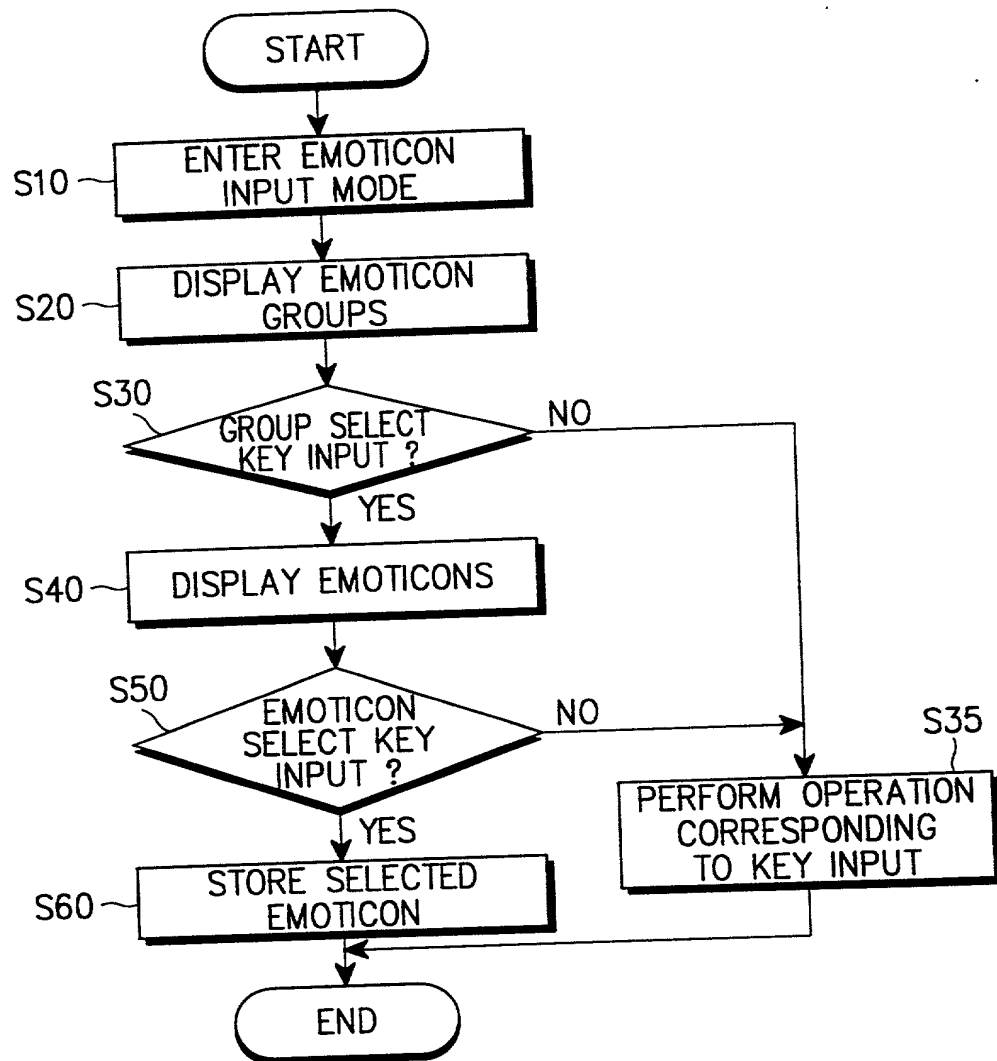 START
S10
ENTER EMOTICON
INPUT MODE
S20
DISPLAY EMOTICON
GROUPS
S30
GROUP SELECT
KEY INPUT ?
NO
YES
S40
DISPLAY EMOTICONS
S50
EMOTICON
SELECT KEY
INPUT ?
NO
YES
S35
PERFORM OPERATION
CORRESPONDING
TO KEY INPUT
S60
STORE SELECTED
EMOTICON
END